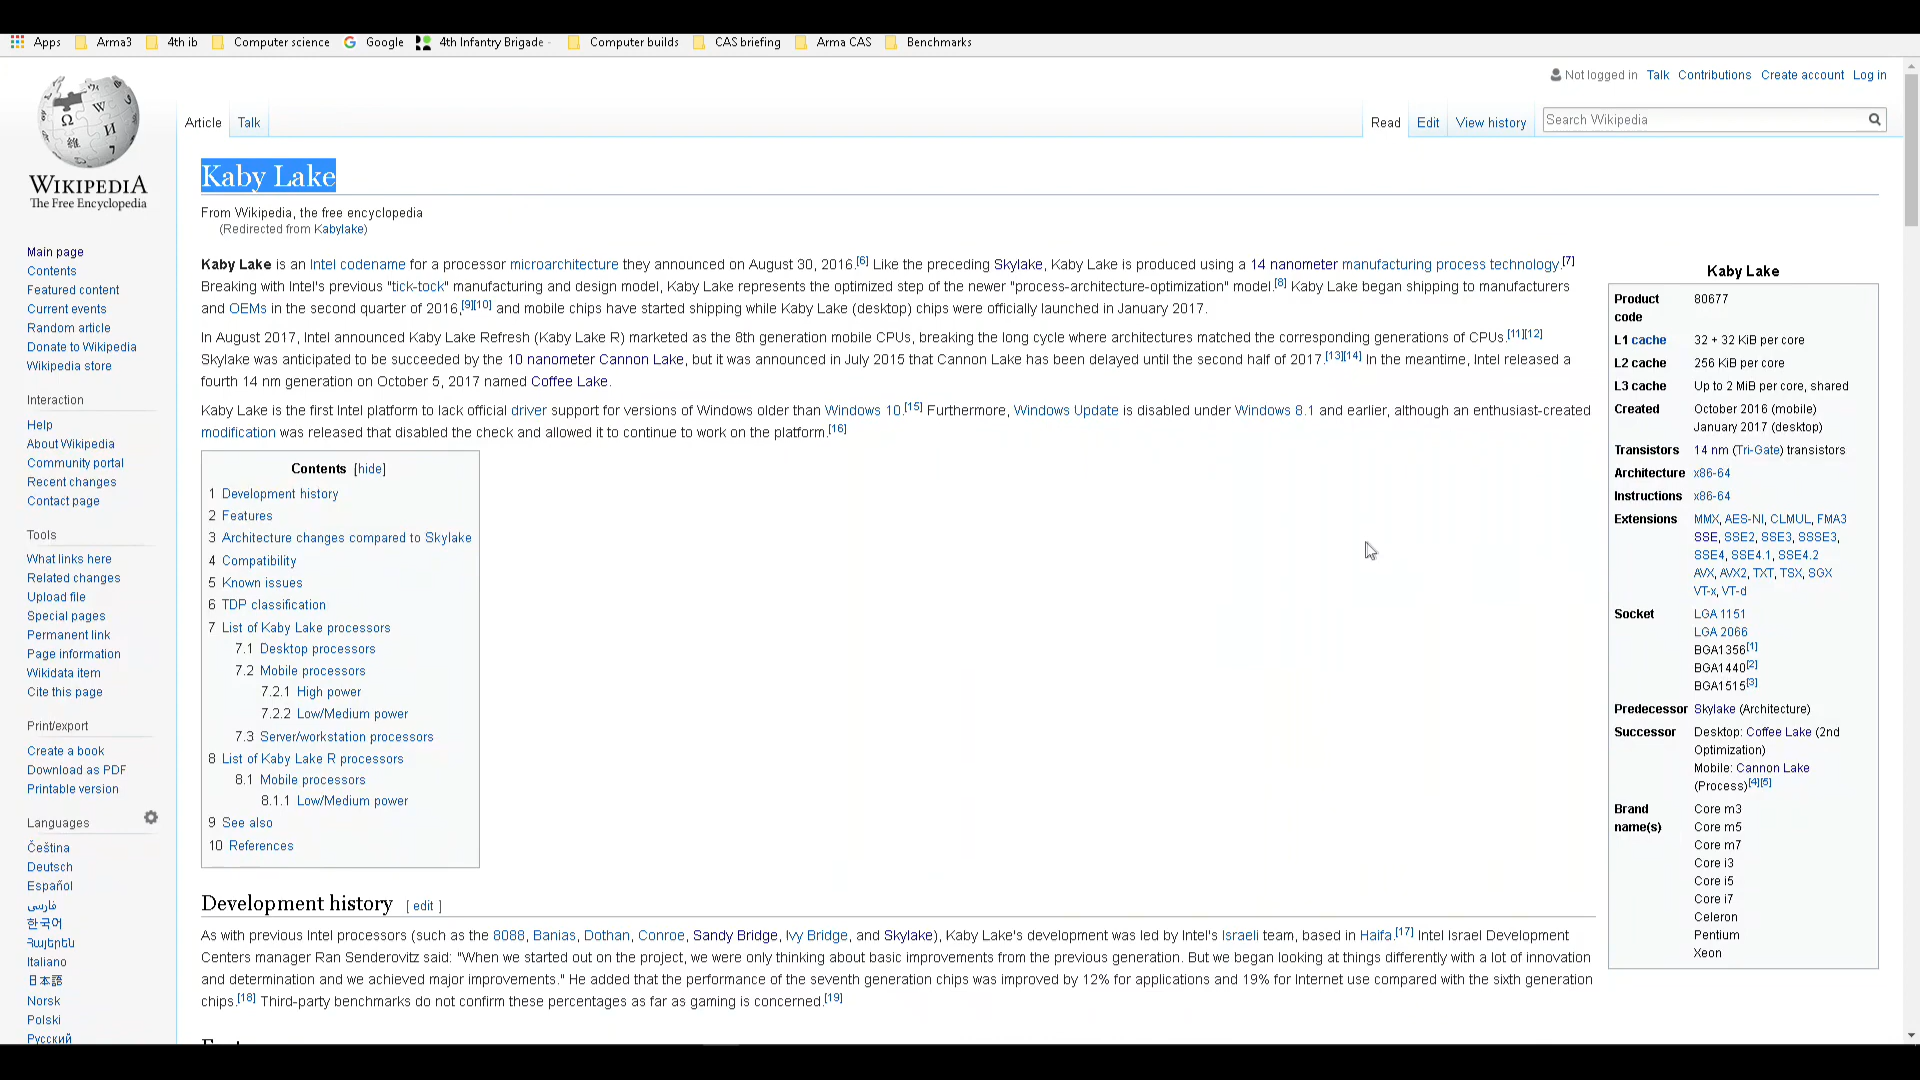 Apps Arma3 4th ib Computer science Google 4th Infantry Brigade - Computer builds CAS briefing Arma CAS Benchmarks
Not logged in Talk Contributions Create account Log in
Article Talk
Read Edit View history Search Wikipedia
WIKIPEDIA
The Free Encyclopedia
Main page
Contents
Featured content
Current events
Random article
Donate to Wikipedia
Wikipedia store
Interaction
Help
About Wikipedia
Community portal
Recent changes
Contact page
Tools
What links here
Related changes
Upload file
Special pages
Permanent link
Page information
Wikidata item
Cite this page
Print/export
Create a book
Download as PDF
Printable version
Languages
Čeština
Deutsch
Español
فارسی
한국어
Հայերեն
Italiano
日本語
Norsk
Polski
Русский
Kaby Lake
From Wikipedia, the free encyclopedia
(Redirected from Kabylake)
Kaby Lake is an Intel codename for a processor microarchitecture they announced on August 30, 2016.[6] Like the preceding Skylake, Kaby Lake is produced using a 14 nanometer manufacturing process technology.[7]
Breaking with Intel's previous "tick-tock" manufacturing and design model, Kaby Lake represents the optimized step of the newer "process-architecture-optimization" model.[8] Kaby Lake began shipping to manufacturers
and OEMs in the second quarter of 2016,[9][10] and mobile chips have started shipping while Kaby Lake (desktop) chips were officially launched in January 2017.
In August 2017, Intel announced Kaby Lake Refresh (Kaby Lake R) marketed as the 8th generation mobile CPUs, breaking the long cycle where architectures matched the corresponding generations of CPUs.[11][12]
Skylake was anticipated to be succeeded by the 10 nanometer Cannon Lake, but it was announced in July 2015 that Cannon Lake has been delayed until the second half of 2017.[13][14] In the meantime, Intel released a
fourth 14 nm generation on October 5, 2017 named Coffee Lake.
Kaby Lake is the first Intel platform to lack official driver support for versions of Windows older than Windows 10.[15] Furthermore, Windows Update is disabled under Windows 8.1 and earlier, although an enthusiast-created
modification was released that disabled the check and allowed it to continue to work on the platform.[16]
Contents [hide]
1 Development history
2 Features
3 Architecture changes compared to Skylake
4 Compatibility
5 Known issues
6 TDP classification
7 List of Kaby Lake processors
7.1 Desktop processors
7.2 Mobile processors
7.2.1 High power
7.2.2 Low/Medium power
7.3 Server/workstation processors
8 List of Kaby Lake R processors
8.1 Mobile processors
8.1.1 Low/Medium power
9 See also
10 References
Development history [ edit ]
As with previous Intel processors (such as the 8088, Banias, Dothan, Conroe, Sandy Bridge, Ivy Bridge, and Skylake), Kaby Lake's development was led by Intel's Israeli team, based in Haifa.[17] Intel Israel Development
Centers manager Ran Senderovitz said: "When we started out on the project, we were only thinking about basic improvements from the previous generation. But we began looking at things differently with a lot of innovation
and determination and we achieved major improvements." He added that the performance of the seventh generation chips was improved by 12% for applications and 19% for Internet use compared with the sixth generation
chips.[18] Third-party benchmarks do not confirm these percentages as far as gaming is concerned.[19]
Kaby Lake
Product code 80677
L1 cache 32 + 32 KiB per core
L2 cache 256 KiB per core
L3 cache Up to 2 MiB per core, shared
Created October 2016 (mobile)
January 2017 (desktop)
Transistors 14 nm (Tri-Gate) transistors
Architecture x86-64
Instructions x86-64
Extensions MMX, AES-NI, CLMUL, FMA3
SSE, SSE2, SSE3, SSSE3,
SSE4, SSE4.1, SSE4.2
AVX, AVX2, TXT, TSX, SGX
VT-x, VT-d
Socket LGA 1151
LGA 2066
BGA1356[1]
BGA1440[2]
BGA1515[3]
Predecessor Skylake (Architecture)
Successor Desktop: Coffee Lake (2nd
Optimization)
Mobile: Cannon Lake
(Process)[4][5]
Brand name(s) Core m3
Core m5
Core m7
Core i3
Core i5
Core i7
Celeron
Pentium
Xeon